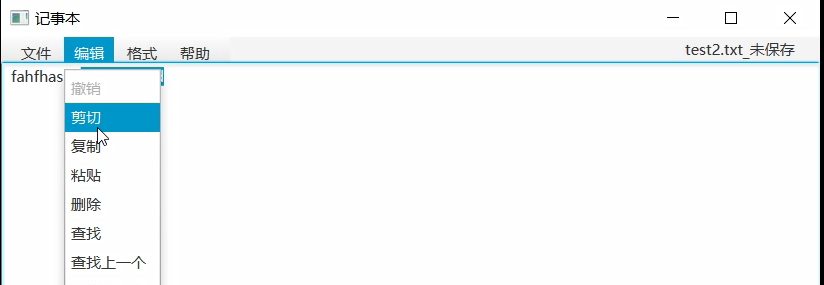 记事本
文件 编辑 格式 帮助 test2.txt_未保存
fahfhas
撤销
剪切
复制
粘贴
删除
查找
查找上一个